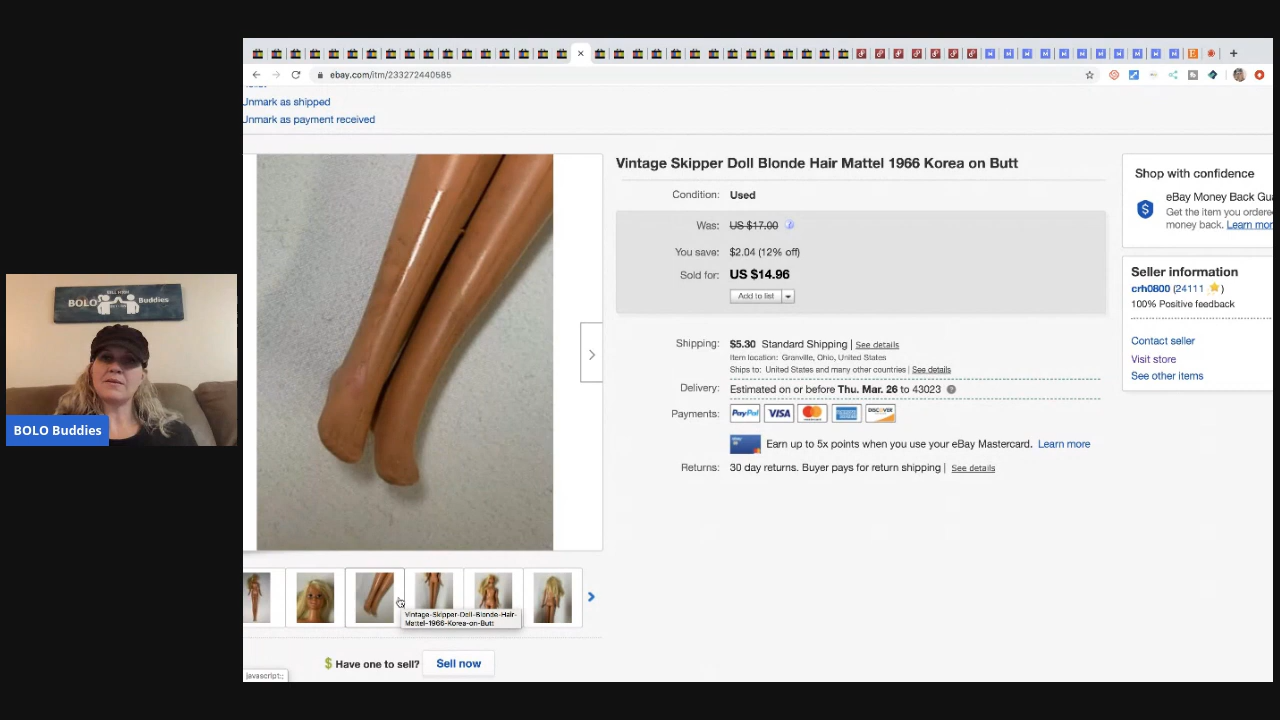 ebay.com/itm/233272440585
Unmark as shipped
Unmark as payment received
Vintage Skipper Doll Blonde Hair Mattel 1966 Korea on Butt
Condition: Used
Was: US $17.00
You save: $2.04 (12% off)
Sold for: US $14.96
Add to list
Shipping: $5.30 Standard Shipping | See details
Item location: Granville, Ohio, United States
Ships to: United States and many other countries | See details
Delivery: Estimated on or before Thu. Mar. 26 to 43023
Payments: PayPal VISA
DISCOVER
Earn up to 5x points when you use your eBay Mastercard. Learn more
Returns: 30 day returns. Buyer pays for return shipping | See details
Shop with confidence
eBay Money Back Gua
Get the item you ordere
money back. Learn mor
Seller information
crh0800 (24111 )
100% Positive feedback
Contact seller
Visit store
See other items
BOLO Buddies
BOLO Buddies
Vintage-Skipper-Doll-Blonde-Hair-
Mattel-1966-Korea-on-Butt
Have one to sell? Sell now
javascript:;